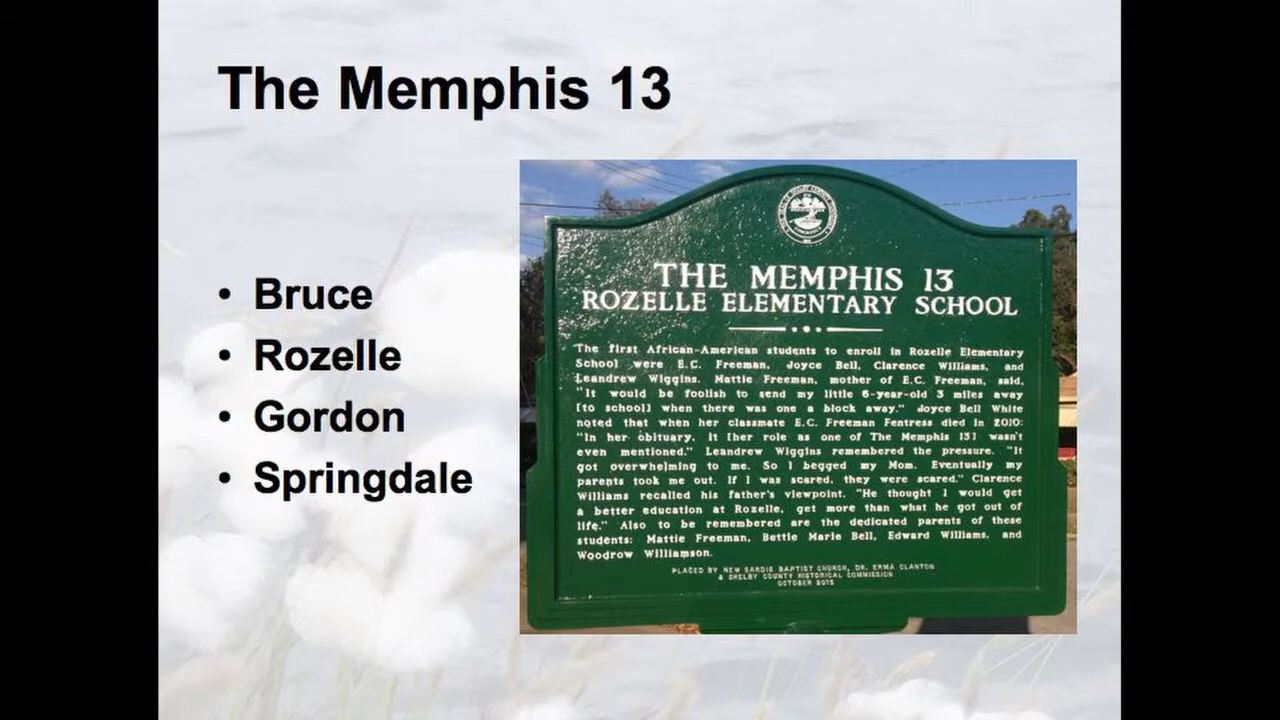 The Memphis 13
• Bruce
• Rozelle
• Gordon
• Springdale
THE MEMPHIS 13
ROZELLE ELEMENTARY SCHOOL
The first African-American students to enroll in Rozelle Elementary
School were E.C. Freeman, Joyce Bell, Clarence Williams, and
Leandrew Wiggins. Mattie Freeman, mother of E.C. Freeman, said,
"It would be foolish to send my little 6-year-old 3 miles away
[to school] when there was one a block away." Joyce Bell White
noted that when her classmate E.C. Freeman Fentress died in 2010:
"In her obituary, it [her role as one of The Memphis 13] wasn't
even mentioned." Leandrew Wiggins remembered the pressure. "It
got overwhelming to me. So I begged my Mom. Eventually my
parents took me out. If I was scared, they were scared." Clarence
Williams recalled his father's viewpoint. "He thought I would get
a better education at Rozelle, get more than what he got out of
life." Also to be remembered are the dedicated parents of these
students: Mattie Freeman, Bettie Marie Bell, Edward Williams, and
Woodrow Williamson.
PLACED BY NEW SARDIS BAPTIST CHURCH, DR. ERMA CLANTON
& SHELBY COUNTY HISTORICAL COMMISSION
OCTOBER 2015